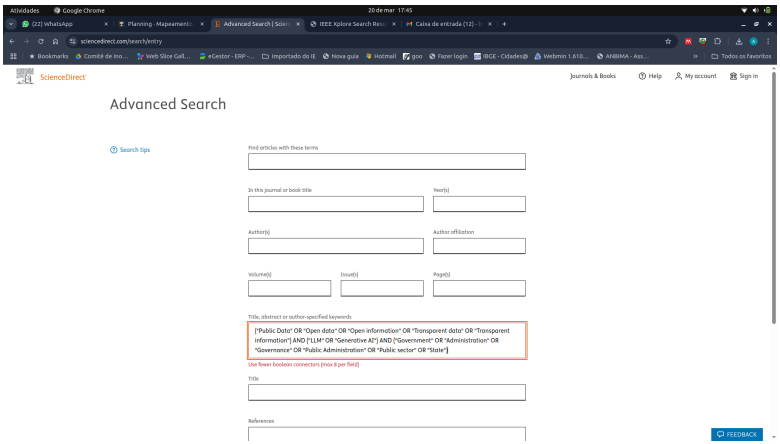 Atividades Google Chrome 20 de mar 17:45
(22) WhatsApp Planning - Mapeamento Advanced Search | Scien IEEE Xplore Search Res Caixa de entrada (12) - l
sciencedirect.com/search/entry
Bookmarks Comitê de Ino... Web Slice Gall... eGestor - ERP -... Importado do IE Nova guia Hotmail goo Fazer login IBGE - Cidades@ Webmin 1.610... ANBIMA - Ass... Todos os favoritos
ScienceDirect Journals & Books Help My account Sign in
Advanced Search
Search tips
Find articles with these terms
In this journal or book title Year(s)
Author(s) Author affiliation
Volume(s) Issue(s) Page(s)
Title, abstract or author-specified keywords
("Public Data" OR "Open data" OR "Open information" OR "Transparent data" OR "Transparent
information") AND ("LLM" OR "Generative AI") AND ("Government" OR "Administration" OR
"Governance" OR "Public Administration" OR "Public sector" OR "State")
Use fewer boolean connectors (max 8 per field)
Title
References
FEEDBACK